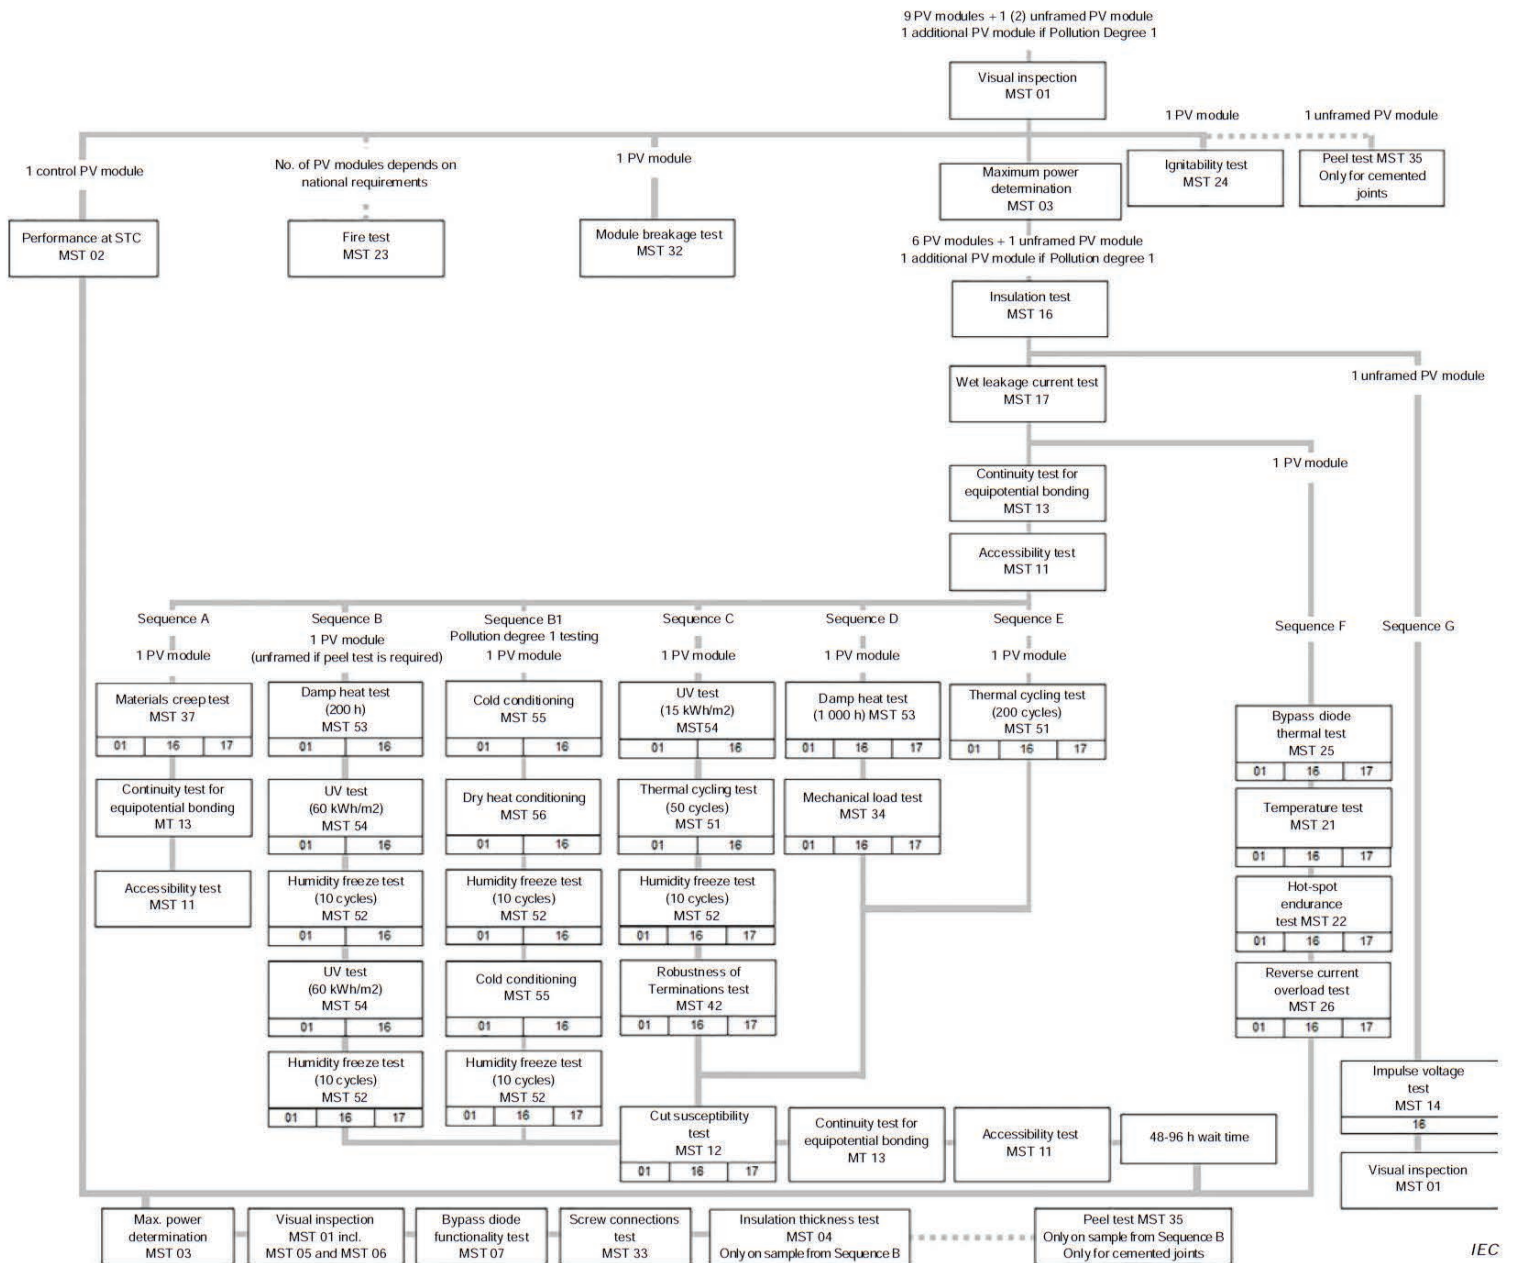 9 PV modules + 1 (2) unframed PV module
1 additional PV module if Pollution Degree 1
Visual inspection
MST 01
1 PV module
1 unframed PV module
1 control PV module
No. of PV modules depends on
national requirements
1 PV module
Maximum power
determination
MST 03
Ignitability test
MST 24
Peel test MST 35
Only for cemented
joints
Performance at STC
MST 02
Fire test
MST 23
Module breakage test
MST 32
6 PV modules + 1 unframed PV module
1 additional PV module if Pollution degree 1
Insulation test
MST 16
Wet leakage current test
MST 17
1 unframed PV module
1 PV module
Continuity test for
equipotential bonding
MST 13
Accessibility test
MST 11
Sequence A
1 PV module
Materials creep test
MST 37
01 16 17
Continuity test for
equipotential bonding
MT 13
Accessibility test
MST 11
Sequence B
1 PV module
(unframed if peel test is required)
Damp heat test
(200 h)
MST 53
01 16
UV test
(60 kWh/m2)
MST 54
01 16
Humidity freeze test
(10 cycles)
MST 52
01 16
UV test
(60 kWh/m2)
MST 54
01 16
Humidity freeze test
(10 cycles)
MST 52
01 16 17
Sequence B1
Pollution degree 1 testing
1 PV module
Cold conditioning
MST 55
01 16
Dry heat conditioning
MST 56
01 16
Humidity freeze test
(10 cycles)
MST 52
01 16
Cold conditioning
MST 55
01 16
Humidity freeze test
(10 cycles)
MST 52
01 16 17
Sequence C
1 PV module
UV test
(15 kWh/m2)
MST54
01 16
Thermal cycling test
(50 cycles)
MST 51
01 16
Humidity freeze test
(10 cycles)
MST 52
01 16 17
Robustness of
Terminations test
MST 42
01 16 17
Sequence D
1 PV module
Damp heat test
(1 000 h) MST 53
01 16 17
Mechanical load test
MST 34
01 16 17
Sequence E
1 PV module
Thermal cycling test
(200 cycles)
MST 51
01 16 17
Sequence F
Bypass diode
thermal test
MST 25
01 16 17
Temperature test
MST 21
01 16 17
Hot-spot
endurance
test MST 22
01 16 17
Reverse current
overload test
MST 26
01 16 17
Sequence G
Impulse voltage
test
MST 14
16
Visual inspection
MST 01
Cut susceptibility
test
MST 12
01 16 17
Continuity test for
equipotential bonding
MT 13
Accessibility test
MST 11
48-96 h wait time
Max. power
determination
MST 03
Visual inspection
MST 01 incl.
MST 05 and MST 06
Bypass diode
functionality test
MST 07
Screw connections
test
MST 33
Insulation thickness test
MST 04
Only on sample from Sequence B
Peel test MST 35
Only on sample from Sequence B
Only for cemented joints
IEC